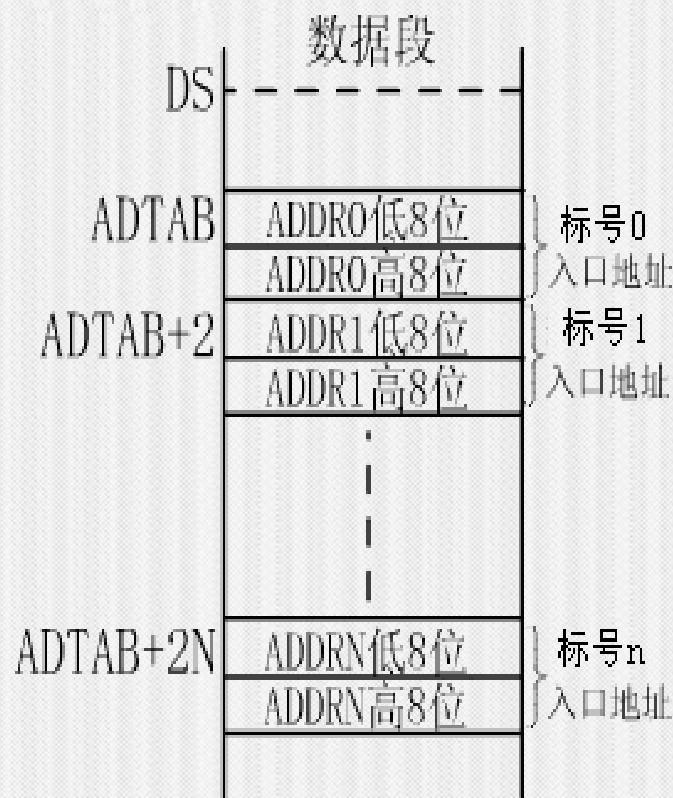 数据段
DS
ADTAB
ADDR0低8位
标号0
ADDR0高8位
入口地址
ADTAB+2
ADDR1低8位
标号1
ADDR1高8位
入口地址
ADTAB+2N
ADDRN低8位
标号n
ADDRN高8位
入口地址